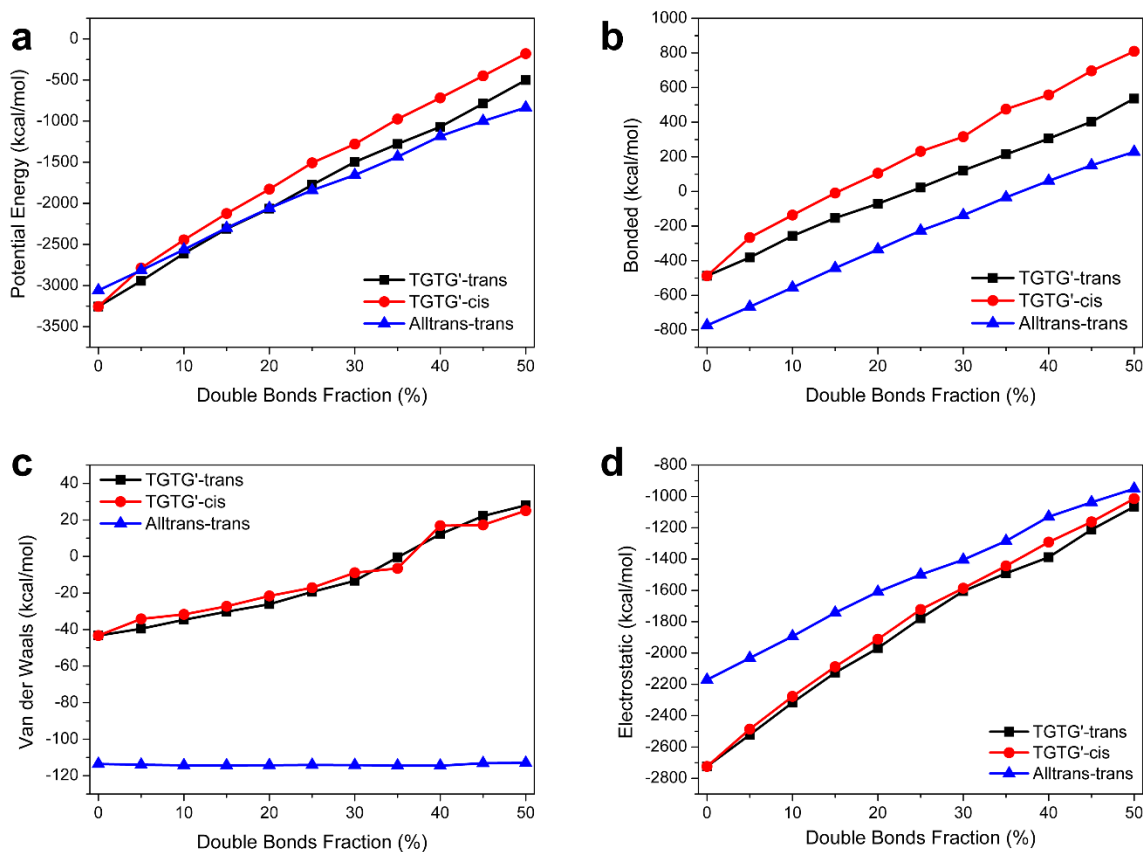 a
Potential Energy (kcal/mol)
0
-500
-1000
-1500
-2000
-2500
-3000
-3500
TGTG'-trans
TGTG'-cis
Alltrans-trans
0 10 20 30 40 50
Double Bonds Fraction (%)
b
Bonded (kcal/mol)
1000
800
600
400
200
0
-200
-400
-600
-800
TGTG'-trans
TGTG'-cis
Alltrans-trans
0 10 20 30 40 50
Double Bonds Fraction (%)
c
Van der Waals (kcal/mol)
40
20
0
-20
-40
-60
-80
-100
-120
TGTG'-trans
TGTG'-cis
Alltrans-trans
0 10 20 30 40 50
Double Bonds Fraction (%)
d
Electrostatic (kcal/mol)
-800
-1000
-1200
-1400
-1600
-1800
-2000
-2200
-2400
-2600
-2800
TGTG'-trans
TGTG'-cis
Alltrans-trans
0 10 20 30 40 50
Double Bonds Fraction (%)